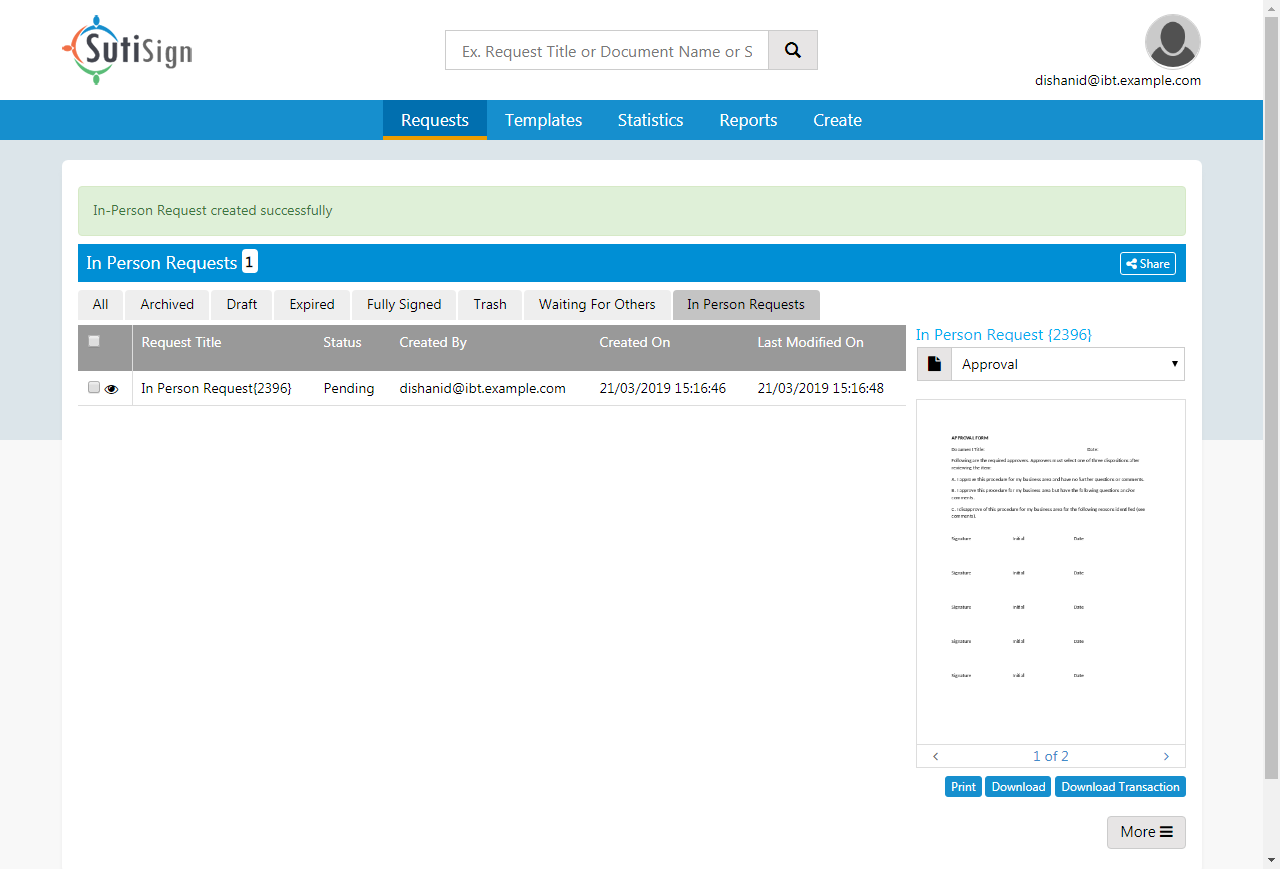 SutiSign
Ex. Request Title or Document Name or S
dishanid@ibt.example.com
Requests Templates Statistics Reports Create
In-Person Request created successfully
In Person Requests 1
Share
All Archived Draft Expired Fully Signed Trash Waiting For Others In Person Requests
Request Title Status Created By Created On Last Modified On
In Person Request{2396} Pending dishanid@ibt.example.com 21/03/2019 15:16:46 21/03/2019 15:16:48
In Person Request {2396}
Approval
APPROVAL FORM
Document Title: Date:
Following are the required approvers. Approvers must select one of three dispositions after
reviewing the item:
A. I approve this procedure for my business area and have no further questions or comments.
B. I approve this procedure for my business area but have the following questions and/or
comments.
C. I disapprove of this procedure for my business area for the following reasons identified (see
comments).
Signature Initial Date
Signature Initial Date
Signature Initial Date
Signature Initial Date
Signature Initial Date
1 of 2
Print Download Download Transaction
More